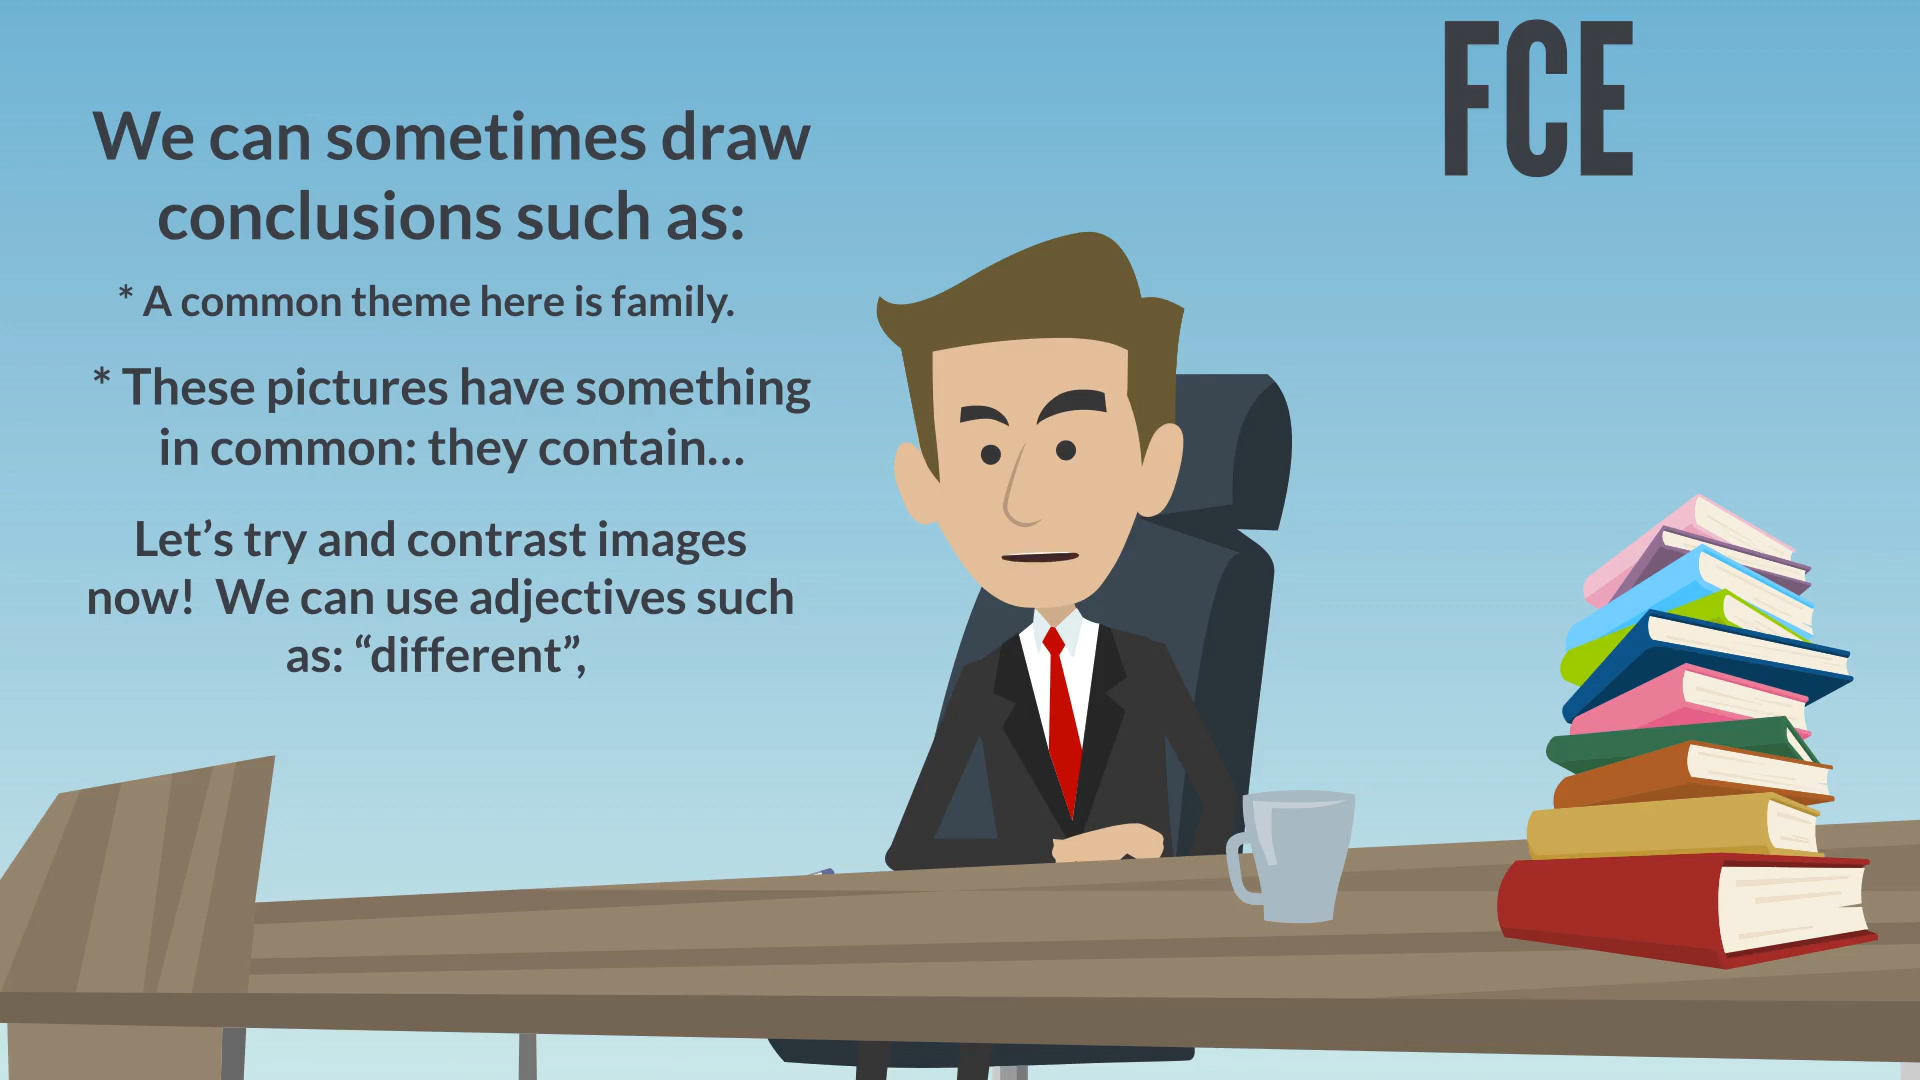 FCE
We can sometimes draw
conclusions such as:
* A common theme here is family.
* These pictures have something
in common: they contain...
Let’s try and contrast images
now!  We can use adjectives such
as: “different”,